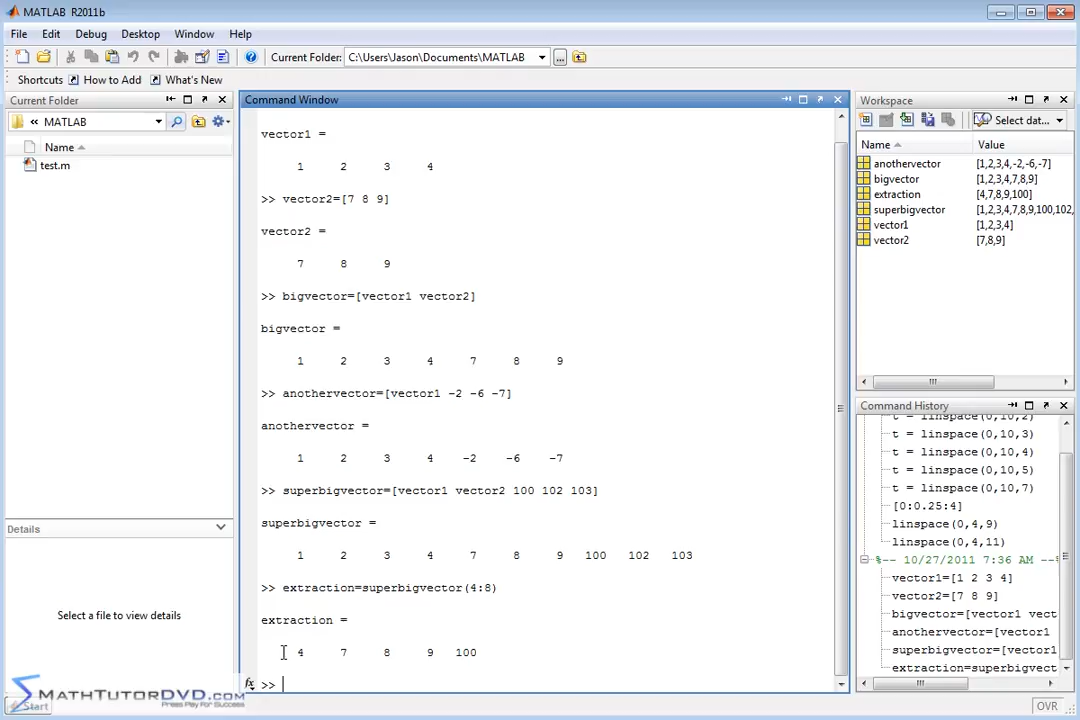 MATLAB R2011b
File Edit Debug Desktop Window Help
Current Folder: C:\Users\Jason\Documents\MATLAB ...
Shortcuts How to Add What's New
Current Folder
« MATLAB
Name
test.m
Details
Select a file to view details
Command Window
vector1 =
1 2 3 4
>> vector2=[7 8 9]
vector2 =
7 8 9
>> bigvector=[vector1 vector2]
bigvector =
1 2 3 4 7 8 9
>> anothervector=[vector1 -2 -6 -7]
anothervector =
1 2 3 4 -2 -6 -7
>> superbigvector=[vector1 vector2 100 102 103]
superbigvector =
1 2 3 4 7 8 9 100 102 103
>> extraction=superbigvector(4:8)
extraction =
4 7 8 9 100
fx >>
Workspace
Select dat...
Name Value
anothervector [1,2,3,4,-2,-6,-7]
bigvector [1,2,3,4,7,8,9]
extraction [4,7,8,9,100]
superbigvector [1,2,3,4,7,8,9,100,102,
vector1 [1,2,3,4]
vector2 [7,8,9]
Command History
t = linspace(0,10,2)
t = linspace(0,10,3)
t = linspace(0,10,4)
t = linspace(0,10,5)
t = linspace(0,10,7)
[0:0.25:4]
linspace(0,4,9)
linspace(0,4,11)
%-- 10/27/2011 7:36 AM --%
vector1=[1 2 3 4]
vector2=[7 8 9]
bigvector=[vector1 vect
anothervector=[vector1
superbigvector=[vector1
extraction=superbigvect
MATHTUTORDVD.COM
Press Pay For Success
Start
OVR